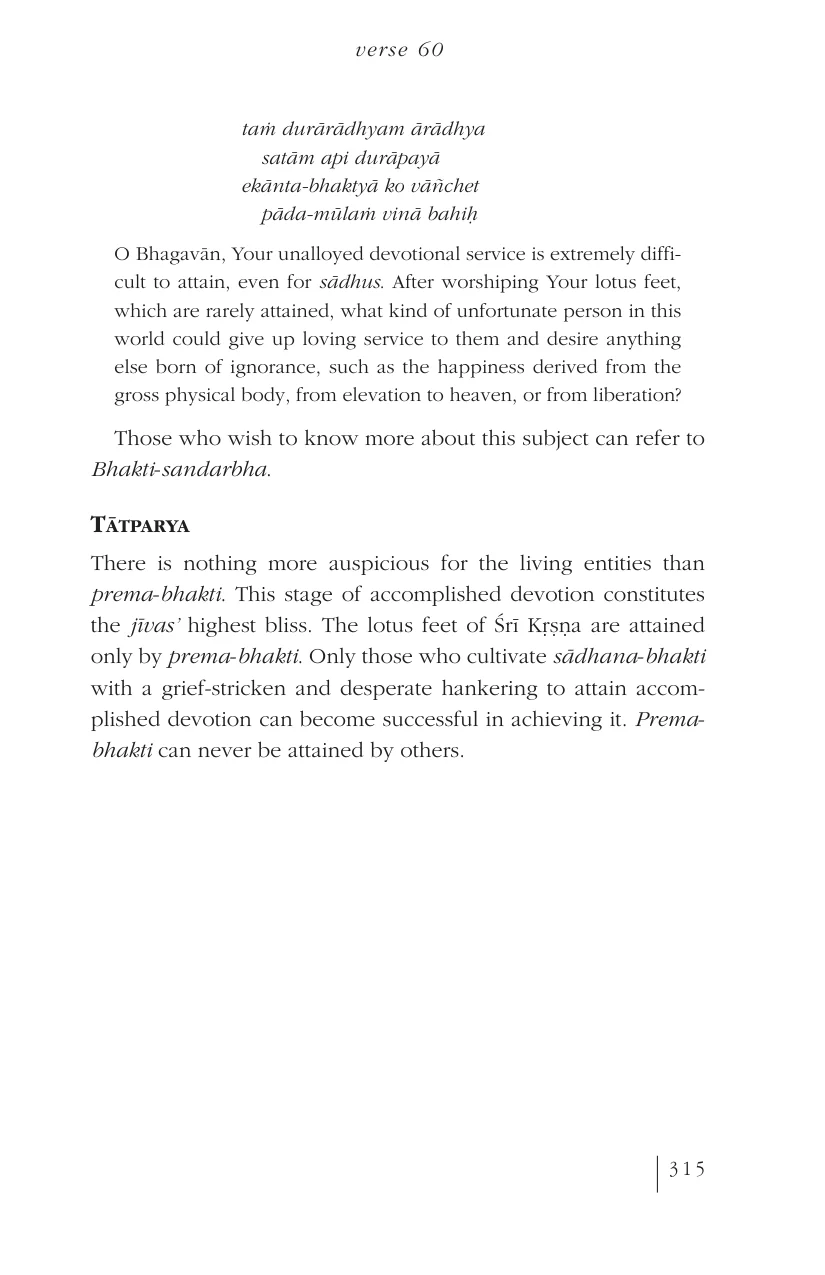 verse 60
taṁ durārādhyam ārādhya
satām api durāpayā
ekānta-bhaktyā ko vāñchet
pāda-mūlaṁ vinā bahiḥ
O Bhagavān, Your unalloyed devotional service is extremely diffi-
cult to attain, even for sādhus. After worshiping Your lotus feet,
which are rarely attained, what kind of unfortunate person in this
world could give up loving service to them and desire anything
else born of ignorance, such as the happiness derived from the
gross physical body, from elevation to heaven, or from liberation?
Those who wish to know more about this subject can refer to
Bhakti-sandarbha.
TĀTPARYA
There is nothing more auspicious for the living entities than
prema-bhakti. This stage of accomplished devotion constitutes
the jīvas’ highest bliss. The lotus feet of Śrī Kṛṣṇa are attained
only by prema-bhakti. Only those who cultivate sādhana-bhakti
with a grief-stricken and desperate hankering to attain accom-
plished devotion can become successful in achieving it. Prema-
bhakti can never be attained by others.
315